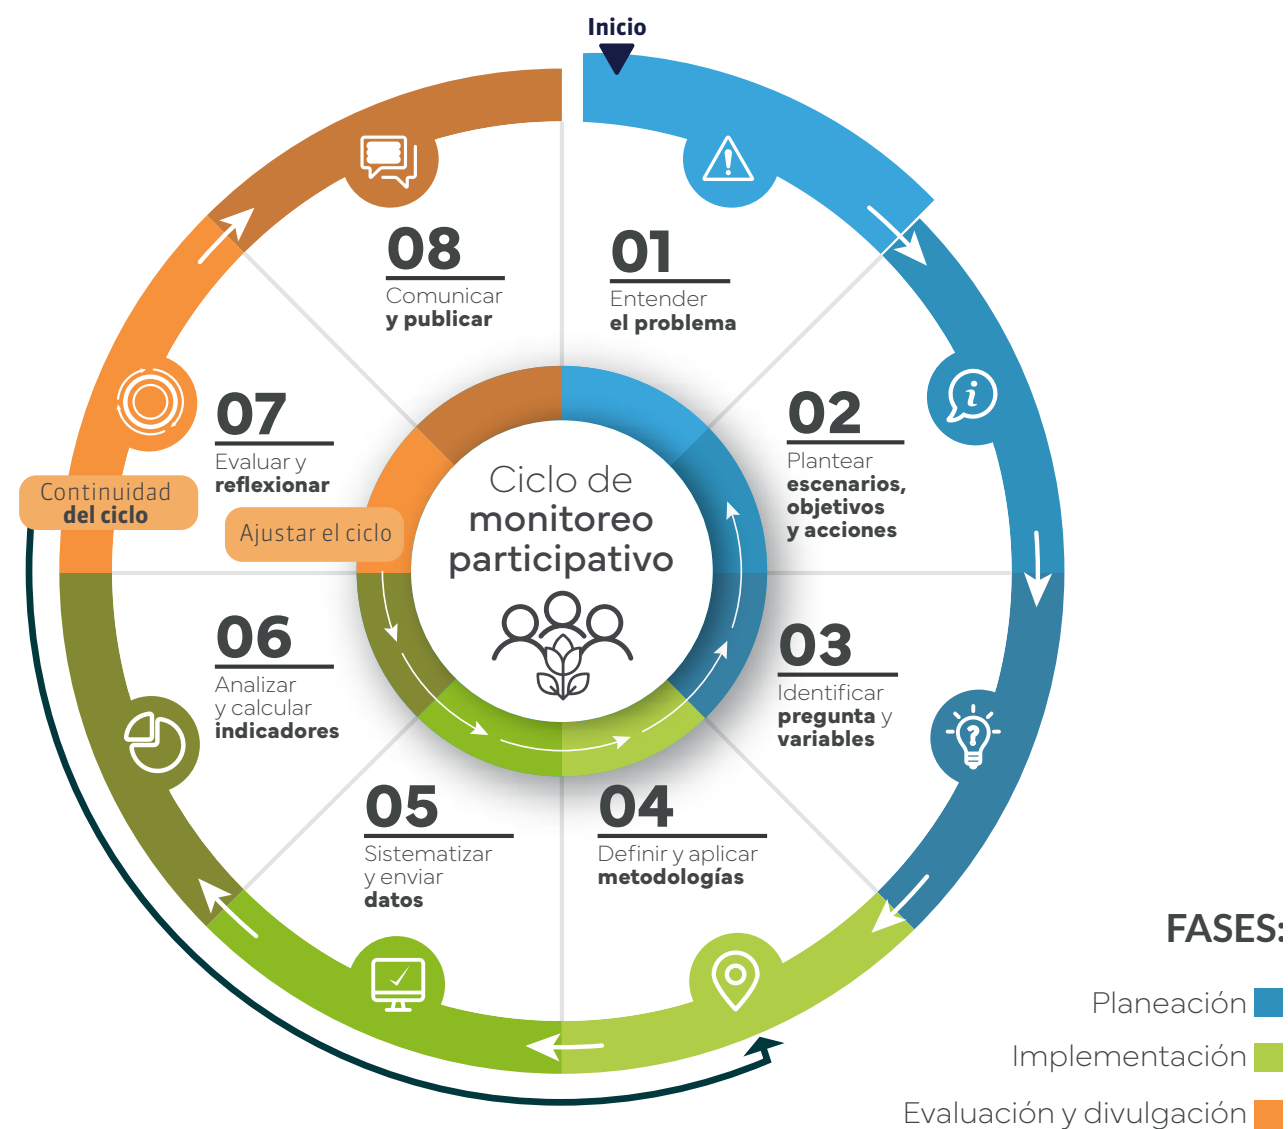 Inicio
01
Entender
el problema
02
Plantear
escenarios,
objetivos
y acciones
03
Identificar
pregunta y
variables
04
Definir y aplicar
metodologías
05
Sistematizar
y enviar
datos
06
Analizar
y calcular
indicadores
07
Evaluar y
reflexionar
08
Comunicar
y publicar
Continuidad
del ciclo
Ajustar el ciclo
Ciclo de
monitoreo
participativo
FASES:
Planeación
Implementación
Evaluación y divulgación